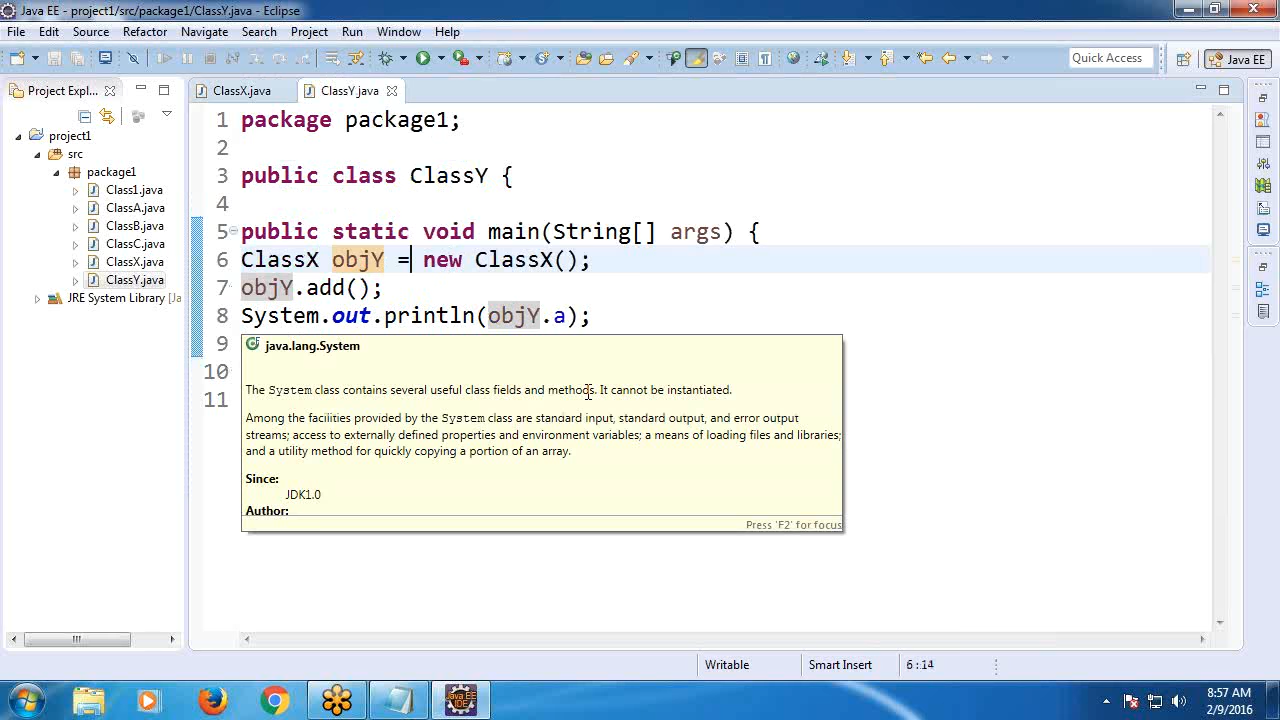 Java EE - project1/src/package1/ClassY.java - Eclipse
File Edit Source Refactor Navigate Search Project Run Window Help
Quick Access
Java EE
Project Expl...
ClassX.java
ClassY.java
project1
src
package1
Class1.java
ClassA.java
ClassB.java
ClassC.java
ClassX.java
ClassY.java
JRE System Library [Ja
1 package package1;
2
3 public class ClassY {
4
5 public static void main(String[] args) {
6 ClassX objY = new ClassX();
7 objY.add();
8 System.out.println(objY.a);
9
10
11
java.lang.System
The System class contains several useful class fields and methods. It cannot be instantiated.
Among the facilities provided by the System class are standard input, standard output, and error output
streams; access to externally defined properties and environment variables; a means of loading files and libraries;
and a utility method for quickly copying a portion of an array.
Since:
JDK1.0
Author:
Press 'F2' for focus
Writable
Smart Insert
6 : 14
Java EE
IDE
8:57 AM
2/9/2016